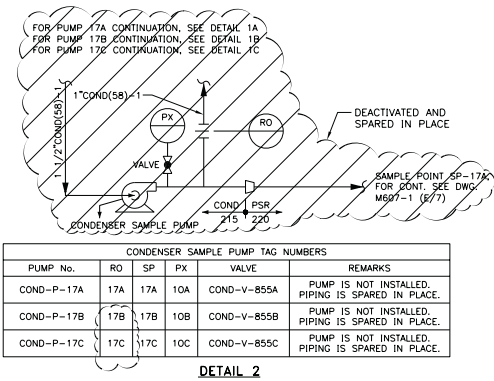 FOR PUMP 17A CONTINUATION, SEE DETAIL 1A
FOR PUMP 17B CONTINUATION, SEE DETAIL 1B
FOR PUMP 17C CONTINUATION, SEE DETAIL 1C
1 1/2"COND(58)-1
1"COND(58)-1
PX
RO
VALVE
DEACTIVATED AND
SPARED IN PLACE
SAMPLE POINT SP-17A,
FOR CONT. SEE DWG.
M607-1 (E/7)
CONDENSER SAMPLE PUMP
COND PSR
215 220
CONDENSER SAMPLE PUMP TAG NUMBERS
PUMP No. RO SP PX VALVE REMARKS
COND-P-17A 17A 17A 10A COND-V-855A PUMP IS NOT INSTALLED.
PIPING IS SPARED IN PLACE.
COND-P-17B 17B 17B 10B COND-V-855B PUMP IS NOT INSTALLED.
PIPING IS SPARED IN PLACE.
COND-P-17C 17C 17C 10C COND-V-855C PUMP IS NOT INSTALLED.
PIPING IS SPARED IN PLACE.
DETAIL 2